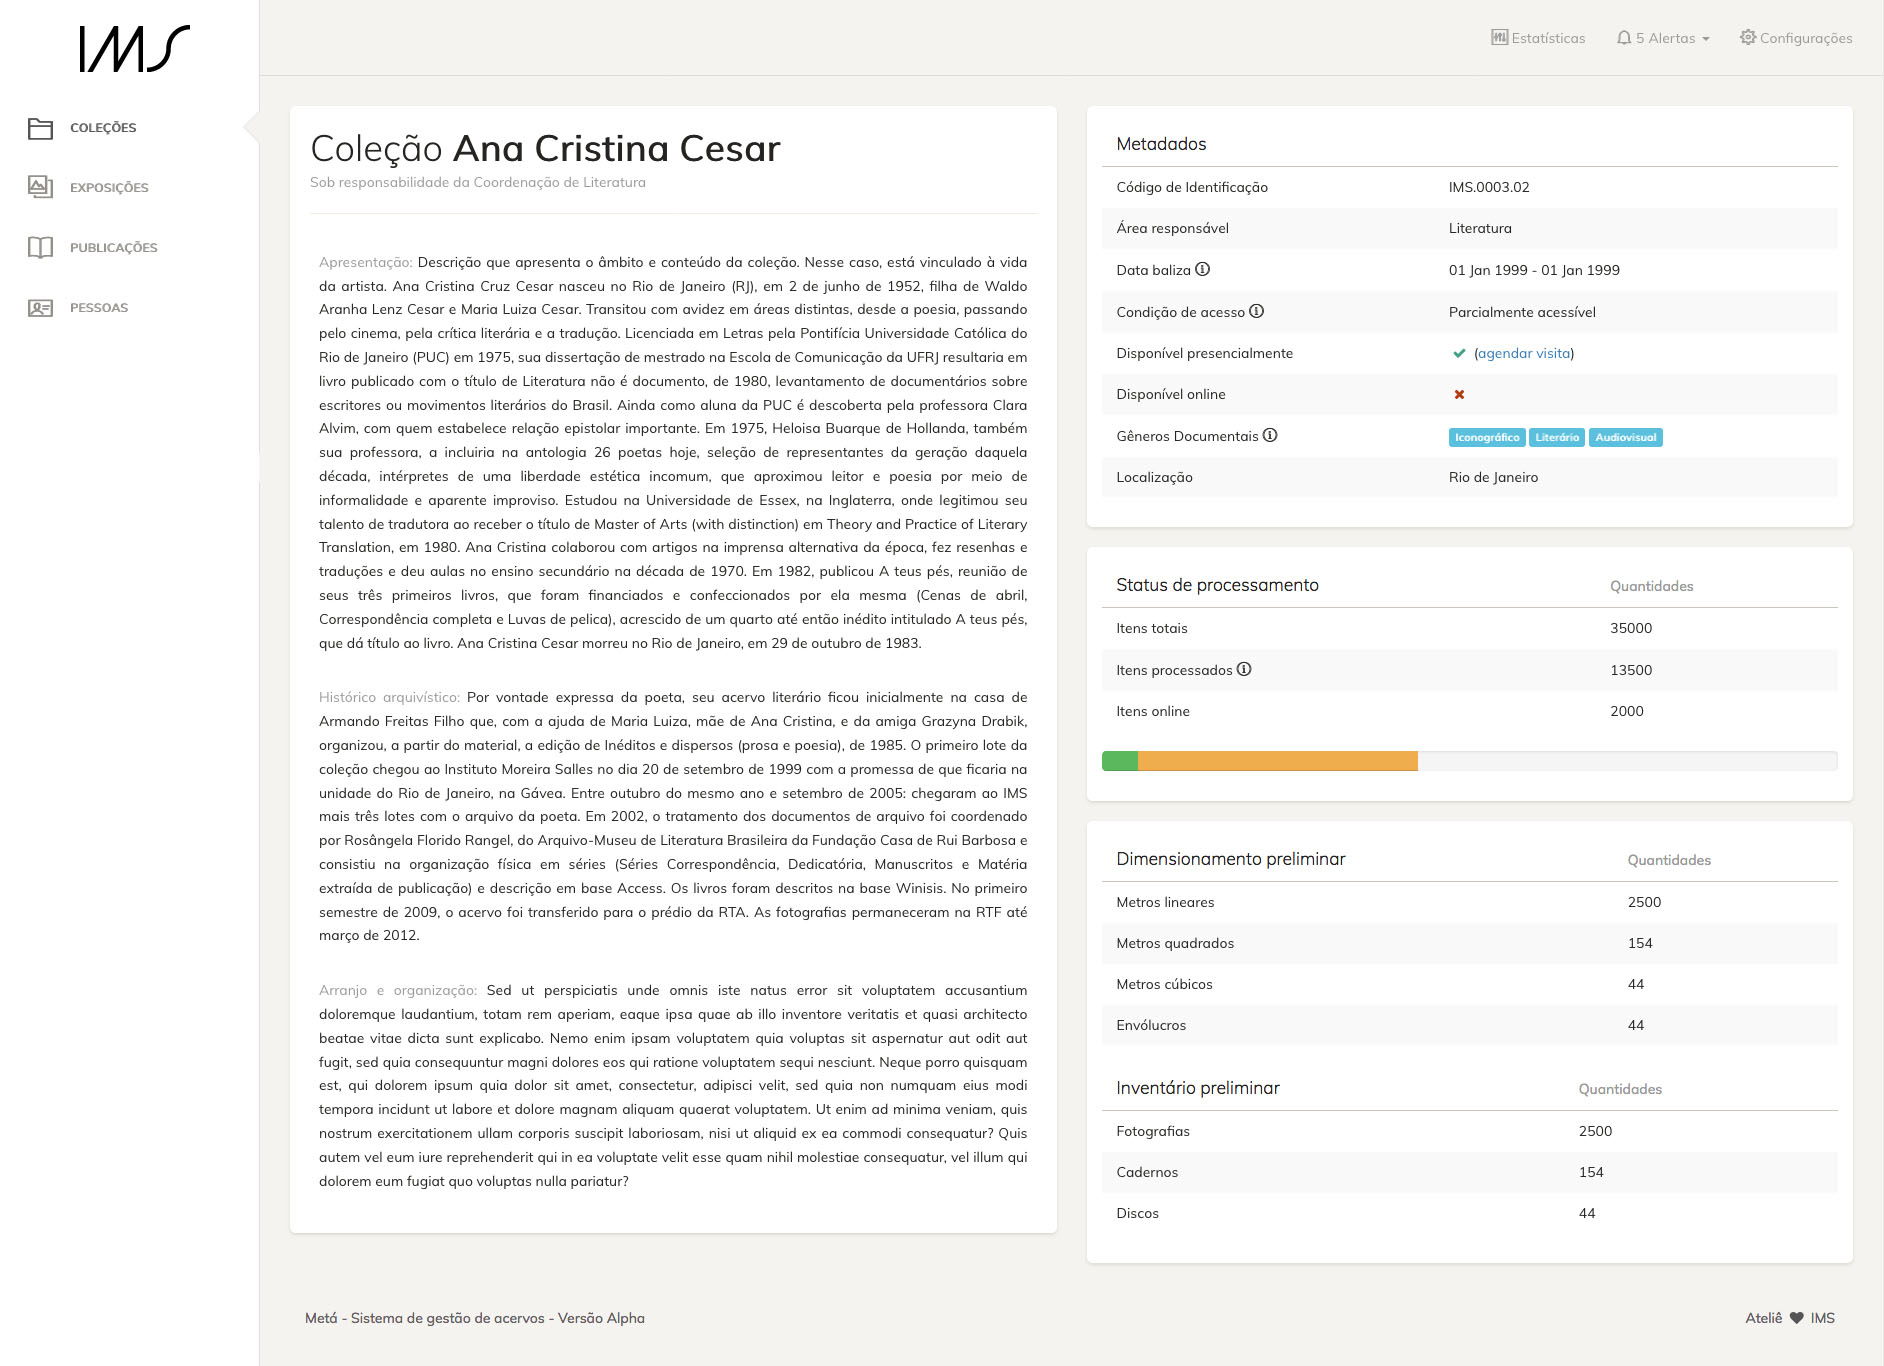 IMS
Estatísticas
5 Alertas
Configurações
COLEÇÕES
EXPOSIÇÕES
PUBLICAÇÕES
PESSOAS
Coleção Ana Cristina Cesar
Sob responsabilidade da Coordenação de Literatura
Apresentação: Descrição que apresenta o âmbito e conteúdo da coleção. Nesse caso, está vinculado à vida
da artista. Ana Cristina Cruz Cesar nasceu no Rio de Janeiro (RJ), em 2 de junho de 1952, filha de Waldo
Aranha Lenz Cesar e Maria Luiza Cesar. Transitou com avidez em áreas distintas, desde a poesia, passando
pelo cinema, pela crítica literária e a tradução. Licenciada em Letras pela Pontifícia Universidade Católica do
Rio de Janeiro (PUC) em 1975, sua dissertação de mestrado na Escola de Comunicação da UFRJ resultaria em
livro publicado com o título de Literatura não é documento, de 1980, levantamento de documentários sobre
escritores ou movimentos literários do Brasil. Ainda como aluna da PUC é descoberta pela professora Clara
Alvim, com quem estabelece relação epistolar importante. Em 1975, Heloisa Buarque de Hollanda, também
sua professora, a incluiria na antologia 26 poetas hoje, seleção de representantes da geração daquela
década, intérpretes de uma liberdade estética incomum, que aproximou leitor e poesia por meio de
informalidade e aparente improviso. Estudou na Universidade de Essex, na Inglaterra, onde legitimou seu
talento de tradutora ao receber o título de Master of Arts (with distinction) em Theory and Practice of Literary
Translation, em 1980. Ana Cristina colaborou com artigos na imprensa alternativa da época, fez resenhas e
traduções e deu aulas no ensino secundário na década de 1970. Em 1982, publicou A teus pés, reunião de
seus três primeiros livros, que foram financiados e confeccionados por ela mesma (Cenas de abril,
Correspondência completa e Luvas de pelica), acrescido de um quarto até então inédito intitulado A teus pés,
que dá título ao livro. Ana Cristina Cesar morreu no Rio de Janeiro, em 29 de outubro de 1983.
Histórico arquivístico: Por vontade expressa da poeta, seu acervo literário ficou inicialmente na casa de
Armando Freitas Filho que, com a ajuda de Maria Luiza, mãe de Ana Cristina, e da amiga Grazyna Drabik,
organizou, a partir do material, a edição de Inéditos e dispersos (prosa e poesia), de 1985. O primeiro lote da
coleção chegou ao Instituto Moreira Salles no dia 20 de setembro de 1999 com a promessa de que ficaria na
unidade do Rio de Janeiro, na Gávea. Entre outubro do mesmo ano e setembro de 2005: chegaram ao IMS
mais três lotes com o arquivo da poeta. Em 2002, o tratamento dos documentos de arquivo foi coordenado
por Rosângela Florido Rangel, do Arquivo-Museu de Literatura Brasileira da Fundação Casa de Rui Barbosa e
consistiu na organização física em séries (Séries Correspondência, Dedicatória, Manuscritos e Matéria
extraída de publicação) e descrição em base Access. Os livros foram descritos na base Winisis. No primeiro
semestre de 2009, o acervo foi transferido para o prédio da RTA. As fotografias permaneceram na RTF até
março de 2012.
Arranjo e organização: Sed ut perspiciatis unde omnis iste natus error sit voluptatem accusantium
doloremque laudantium, totam rem aperiam, eaque ipsa quae ab illo inventore veritatis et quasi architecto
beatae vitae dicta sunt explicabo. Nemo enim ipsam voluptatem quia voluptas sit aspernatur aut odit aut
fugit, sed quia consequuntur magni dolores eos qui ratione voluptatem sequi nesciunt. Neque porro quisquam
est, qui dolorem ipsum quia dolor sit amet, consectetur, adipisci velit, sed quia non numquam eius modi
tempora incidunt ut labore et dolore magnam aliquam quaerat voluptatem. Ut enim ad minima veniam, quis
nostrum exercitationem ullam corporis suscipit laboriosam, nisi ut aliquid ex ea commodi consequatur? Quis
autem vel eum iure reprehenderit qui in ea voluptate velit esse quam nihil molestiae consequatur, vel illum qui
dolorem eum fugiat quo voluptas nulla pariatur?
Metadados
Código de Identificação IMS.0003.02
Área responsável Literatura
Data baliza 01 Jan 1999 - 01 Jan 1999
Condição de acesso Parcialmente acessível
Disponível presencialmente (agendar visita)
Disponível online
Gêneros Documentais Iconográfico Literário Audiovisual
Localização Rio de Janeiro
Status de processamento Quantidades
Itens totais 35000
Itens processados 13500
Itens online 2000
Dimensionamento preliminar Quantidades
Metros lineares 2500
Metros quadrados 154
Metros cúbicos 44
Envólucros 44
Inventário preliminar Quantidades
Fotografias 2500
Cadernos 154
Discos 44
Metá - Sistema de gestão de acervos - Versão Alpha
Ateliê ♥ IMS